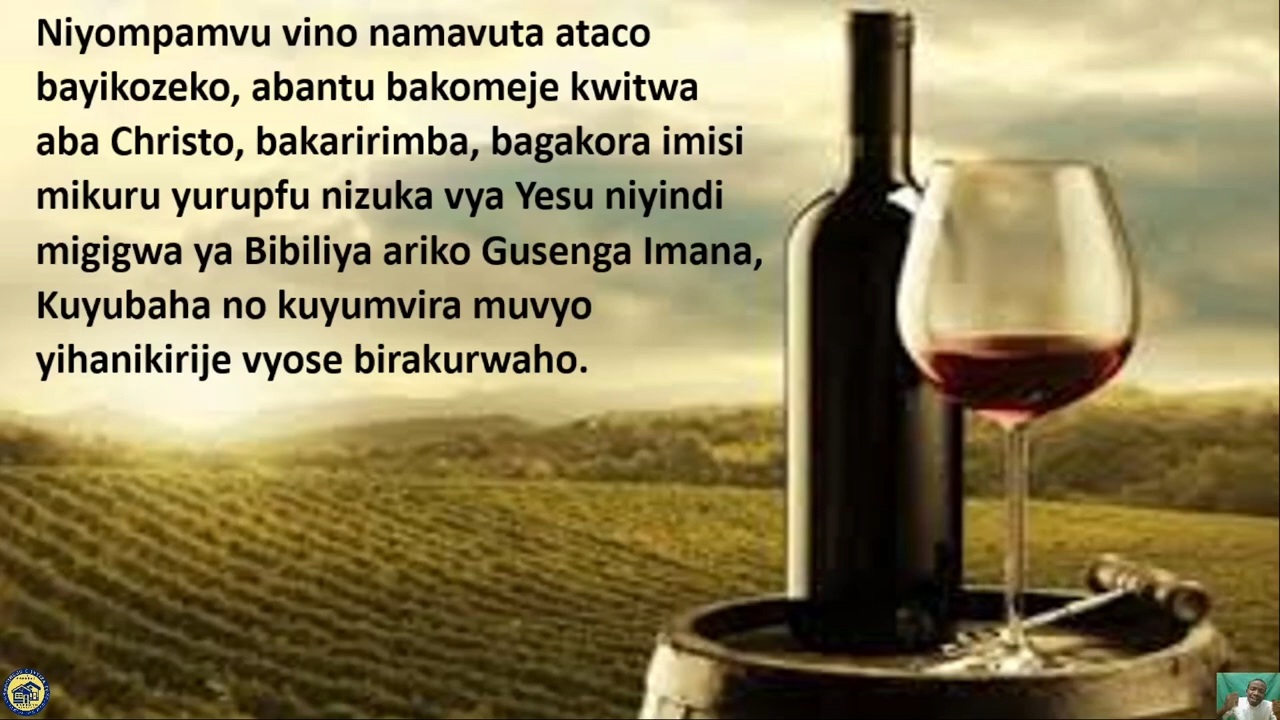 Niyompamvu vino namavuta ataco
bayikozeko, abantu bakomeje kwitwa
aba Christo, bakaririmba, bagakora imisi
mikuru yurupfu nizuka vya Yesu niyindi
migigwa ya Bibiliya ariko Gusenga Imana,
Kuyubaha no kuyumvira muvyo
yihanikirije vyose birakurwaho.